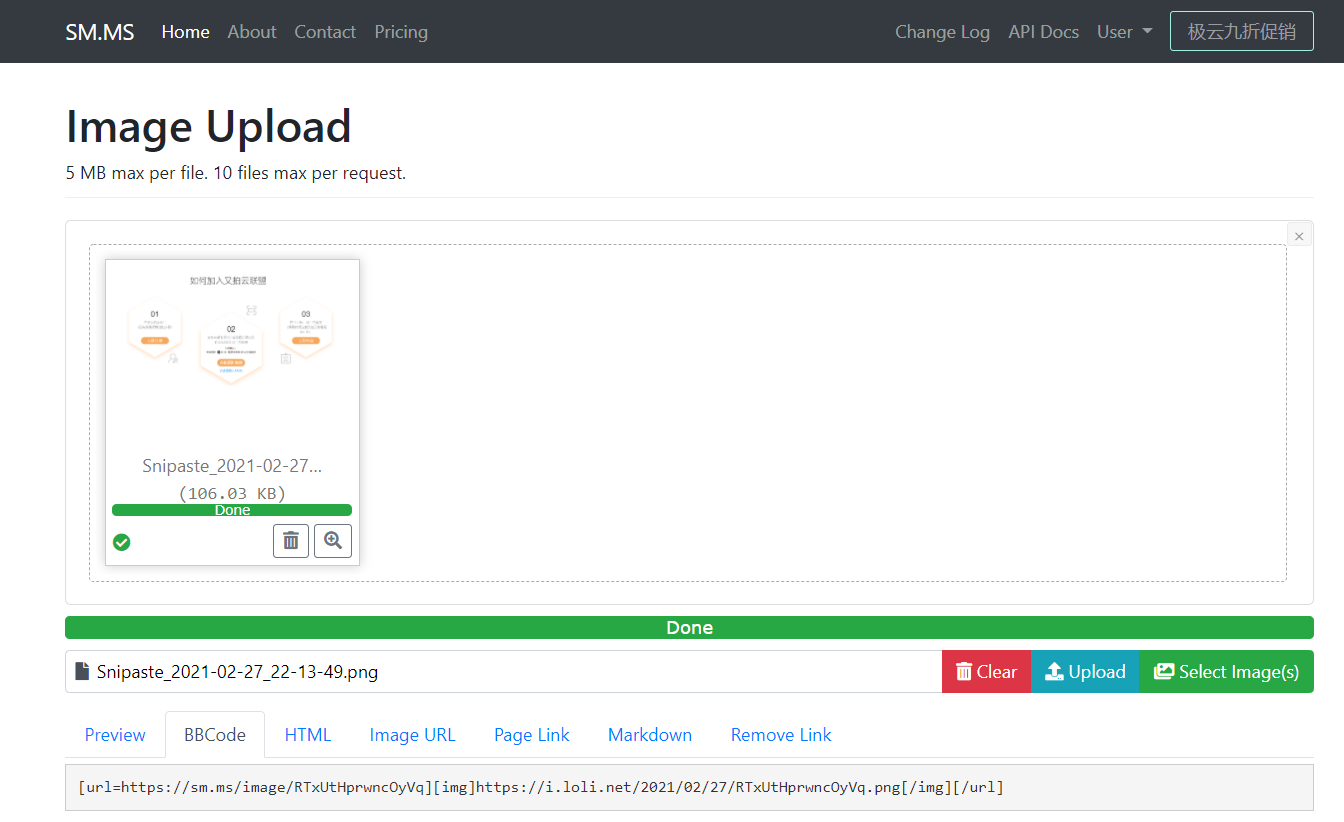 SM.MS Home About Contact Pricing Change Log API Docs User 极云九折促销
Image Upload
5 MB max per file. 10 files max per request.
×
如何加入又拍云联盟
01
02
03
Snipaste_2021-02-27...
(106.03 KB)
Done
Done
Snipaste_2021-02-27_22-13-49.png Clear Upload Select Image(s)
Preview BBCode HTML Image URL Page Link Markdown Remove Link
[url=https://sm.ms/image/RTxUtHprwncOyVq][img]https://i.loli.net/2021/02/27/RTxUtHprwncOyVq.png[/img][/url]